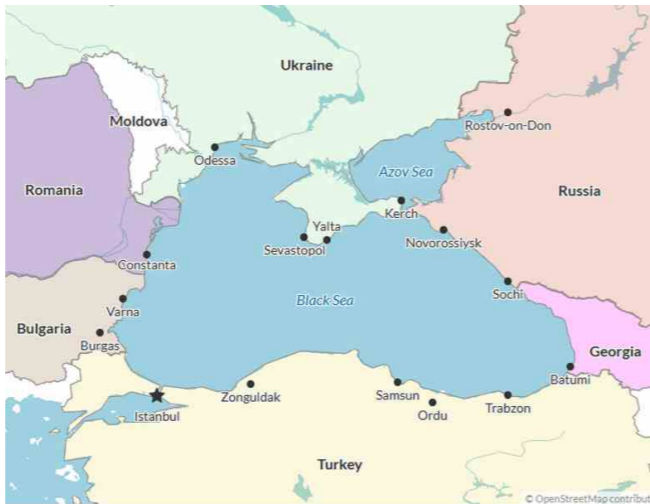 Ukraine
Moldova
Rostov-on-Don
Odessa
Azov Sea
Romania
Russia
Kerch
Yalta
Sevastopol
Novorossiysk
Constanta
Sochi
Black Sea
Varna
Bulgaria
Burgas
Georgia
Batumi
Zonguldak
Samsun
Istanbul
Ordu
Trabzon
Turkey
© OpenStreetMap contribut